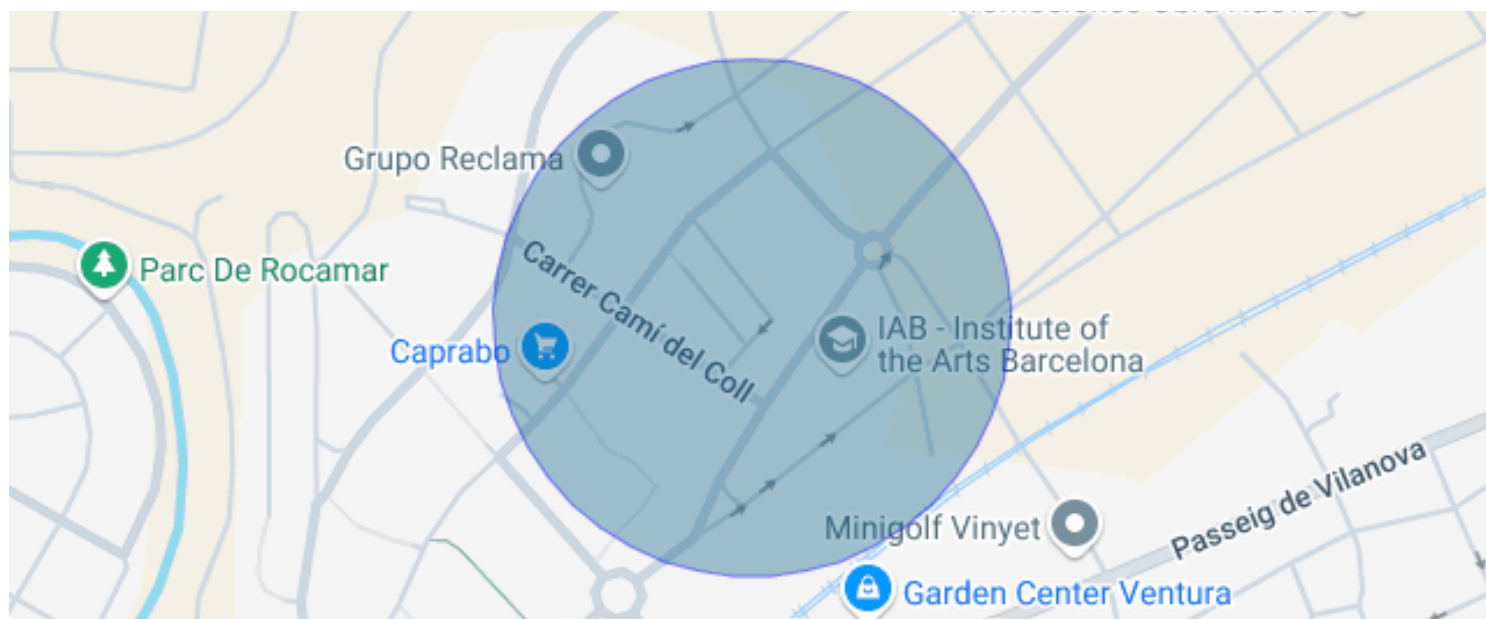 Grupo Reclama
Parc De Rocamar
Carrer Camí del Coll
Caprabo
IAB - Institute of
the Arts Barcelona
Passeig de Vilanova
Minigolf Vinyet
Garden Center Ventura